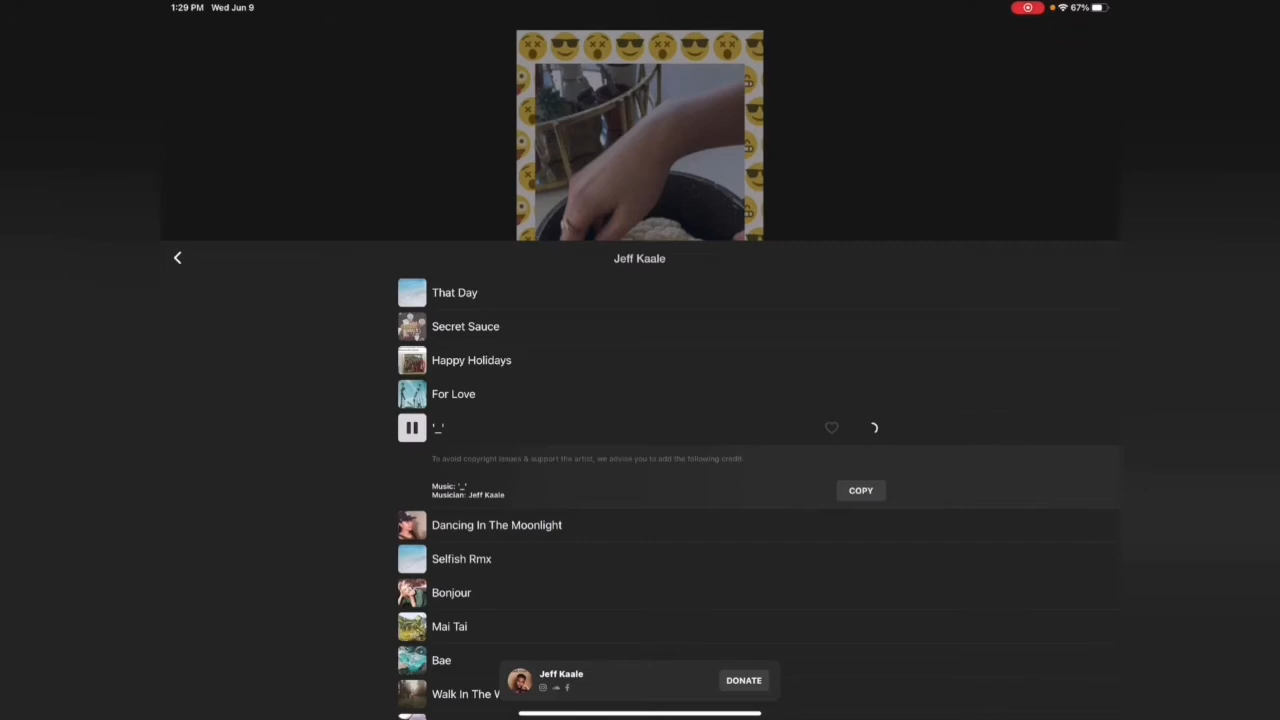 1:29 PM Wed Jun 9
67%
Jeff Kaale
That Day
Secret Sauce
Happy Holidays
For Love
'_'
To avoid copyright issues & support the artist, we advise you to add the following credit:
Music: '_'
Musician: Jeff Kaale
COPY
Dancing In The Moonlight
Selfish Rmx
Bonjour
Mai Tai
Bae
Walk In The W
Jeff Kaale
DONATE